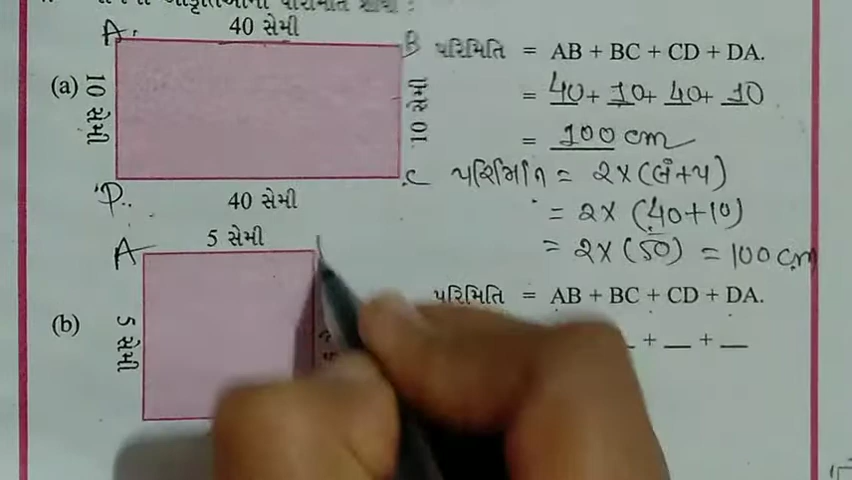 A. 40 સેમી B
પરિમિતિ = AB + BC + CD + DA.
(a) 10 સેમી 10 સેમી
= 40 + 10 + 40 + 10
= 100 cm
C પરિમિતિ = 2 × (લં+પ)
D. 40 સેમી
= 2 × (40+10)
A 5 સેમી
= 2 × (50) = 100 cm
પરિમિતિ = AB + BC + CD + DA.
(b) 5 સેમી
+ __ + __